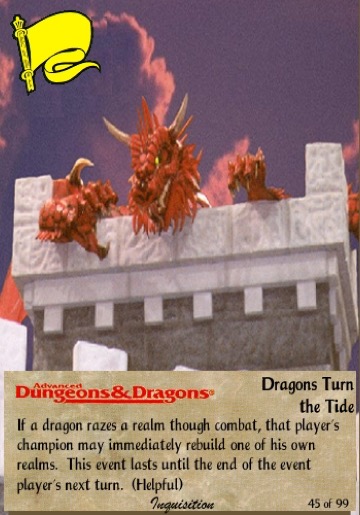 Advanced
Dungeons & Dragons®
Dragons Turn
the Tide
If a dragon razes a realm though combat, that player's
champion may immediately rebuild one of his own
realms. This event lasts until the end of the event
player's next turn. (Helpful)
Inquisition
45 of 99